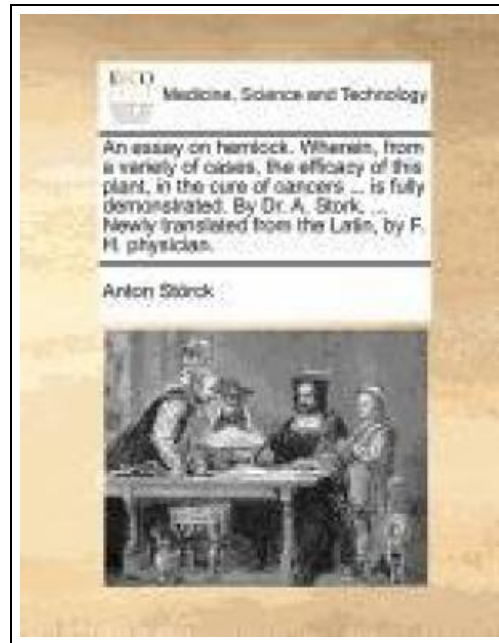 ECCO
Medicine, Science and Technology
An essay on hemlock. Wherein, from
a variety of cases, the efficacy of this
plant, in the cure of cancers ... is fully
demonstrated. By Dr. A. Stork, ...
Newly translated from the Latin, by F.
H. physician.
Anton Störck